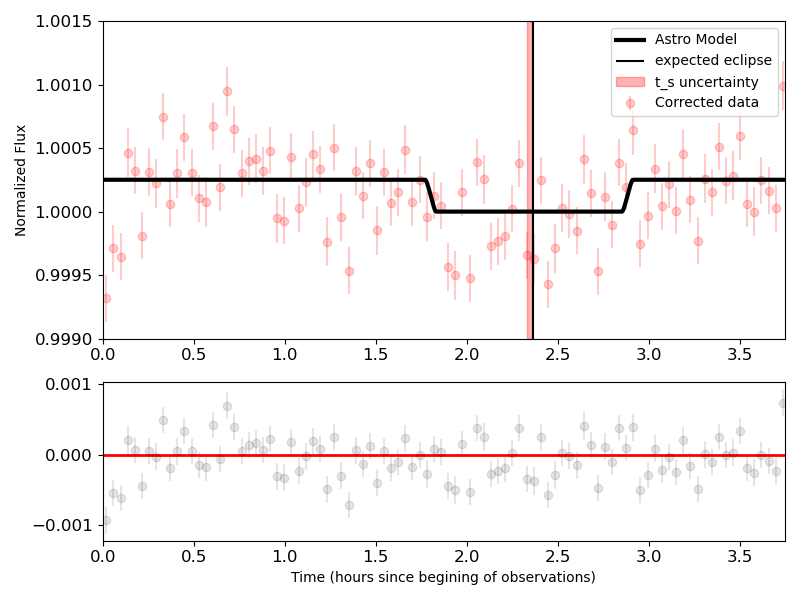 1.0015
1.0010
1.0005
1.0000
0.9995
0.9990
Normalized Flux
Astro Model
expected eclipse
t_s uncertainty
Corrected data
0.0 0.5 1.0 1.5 2.0 2.5 3.0 3.5
0.001
0.000
−0.001
0.0 0.5 1.0 1.5 2.0 2.5 3.0 3.5
Time (hours since begining of observations)